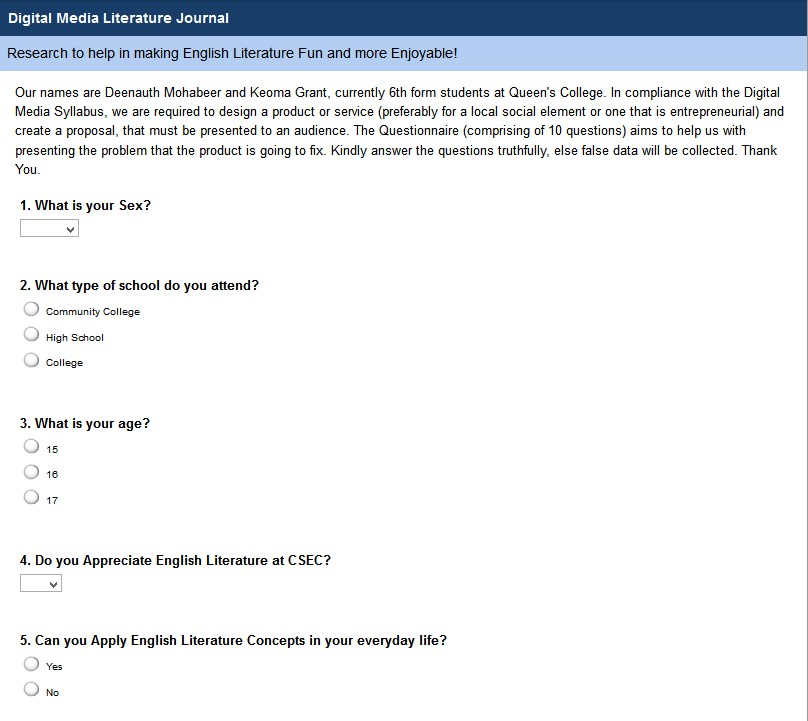 Digital Media Literature Journal
Research to help in making English Literature Fun and more Enjoyable!
Our names are Deenauth Mohabeer and Keoma Grant, currently 6th form students at Queen's College. In compliance with the Digital
Media Syllabus, we are required to design a product or service (preferably for a local social element or one that is entrepreneurial) and
create a proposal, that must be presented to an audience. The Questionnaire (comprising of 10 questions) aims to help us with
presenting the problem that the product is going to fix. Kindly answer the questions truthfully, else false data will be collected. Thank
You.
1. What is your Sex?
2. What type of school do you attend?
Community College
High School
College
3. What is your age?
15
16
17
4. Do you Appreciate English Literature at CSEC?
5. Can you Apply English Literature Concepts in your everyday life?
Yes
No